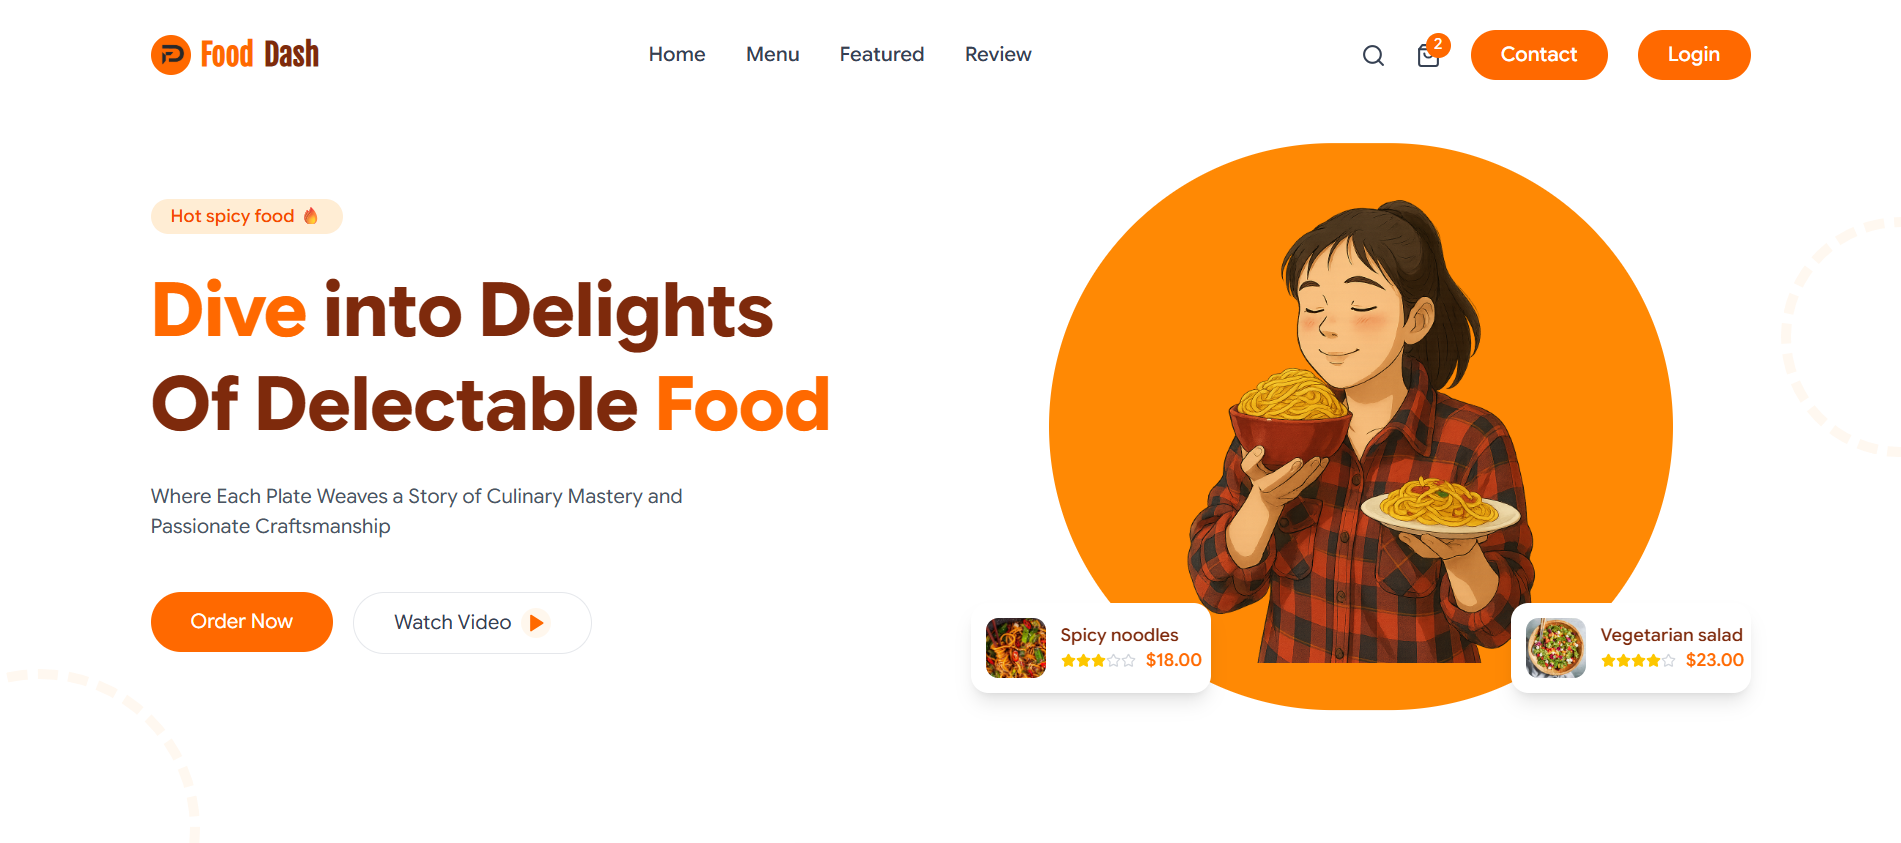 Food Dash
Home
Menu
Featured
Review
2
Contact
Login
Hot spicy food
Dive into Delights
Of Delectable Food
Where Each Plate Weaves a Story of Culinary Mastery and
Passionate Craftsmanship
Order Now
Watch Video
Spicy noodles
$18.00
Vegetarian salad
$23.00